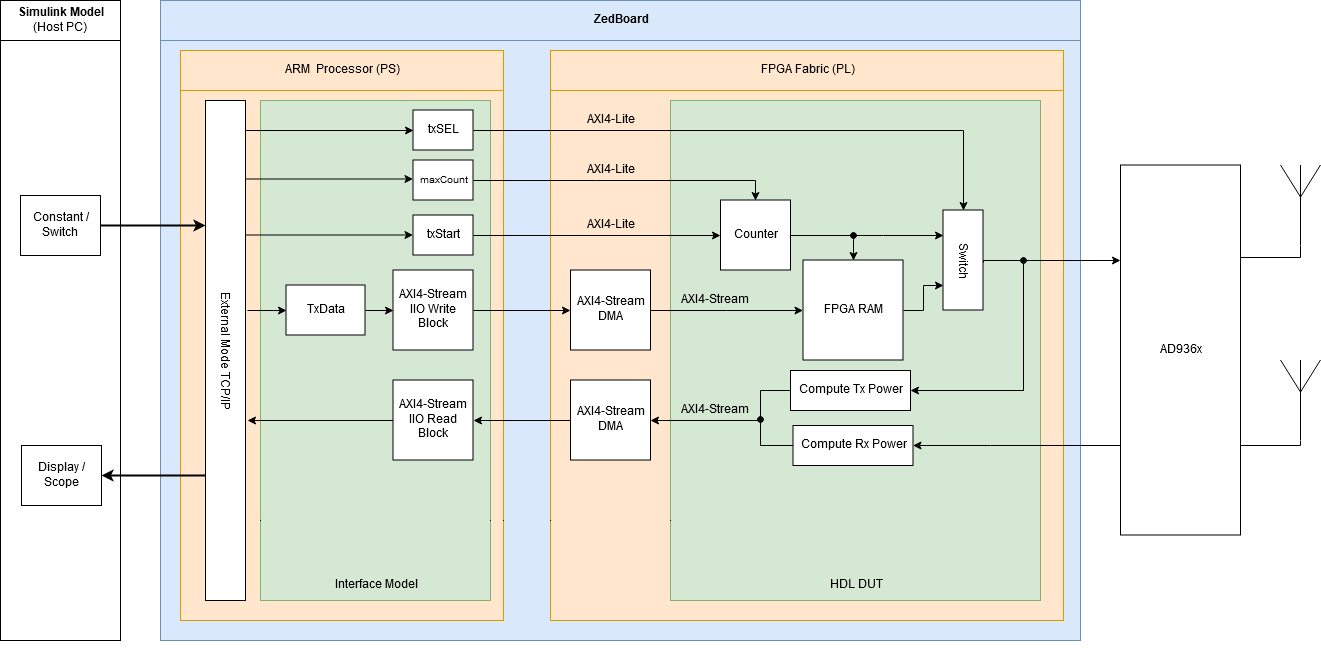 Simulink Model
(Host PC)
ZedBoard
ARM Processor (PS)
FPGA Fabric (PL)
txSEL
AXI4-Lite
maxCount
AXI4-Lite
Constant /
Switch
txStart
AXI4-Lite
Counter
Switch
External Mode TCP/IP
TxData
AXI4-Stream
IIO Write
Block
AXI4-Stream
DMA
AXI4-Stream
FPGA RAM
AD936x
Compute Tx Power
AXI4-Stream
IIO Read
Block
AXI4-Stream
DMA
AXI4-Stream
Compute Rx Power
Display /
Scope
Interface Model
HDL DUT